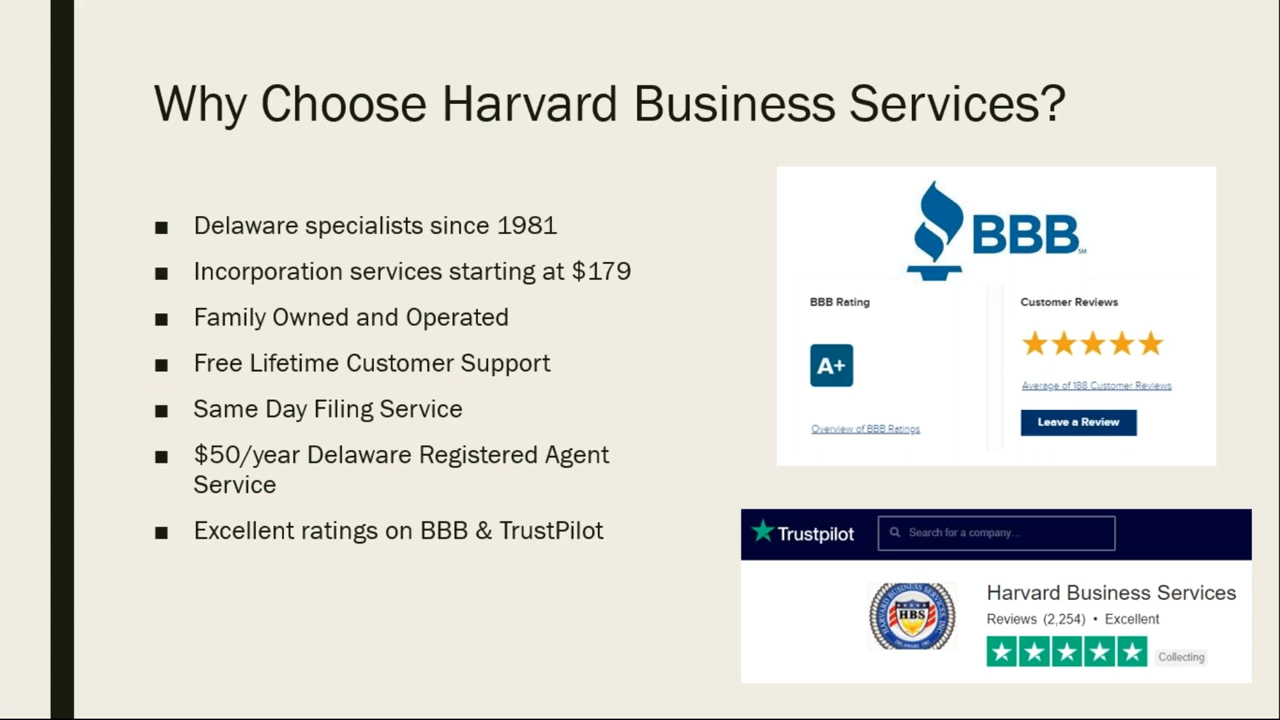 Why Choose Harvard Business Services?
■ Delaware specialists since 1981
■ Incorporation services starting at $179
■ Family Owned and Operated
■ Free Lifetime Customer Support
■ Same Day Filing Service
■ $50/year Delaware Registered Agent
Service
■ Excellent ratings on BBB & TrustPilot
BBB
BBB Rating
A+
Overview of BBB Ratings
Customer Reviews
Average of 188 Customer Reviews
Leave a Review
Trustpilot
Search for a company...
HBS
Harvard Business Services
Reviews (2,254) • Excellent
Collecting